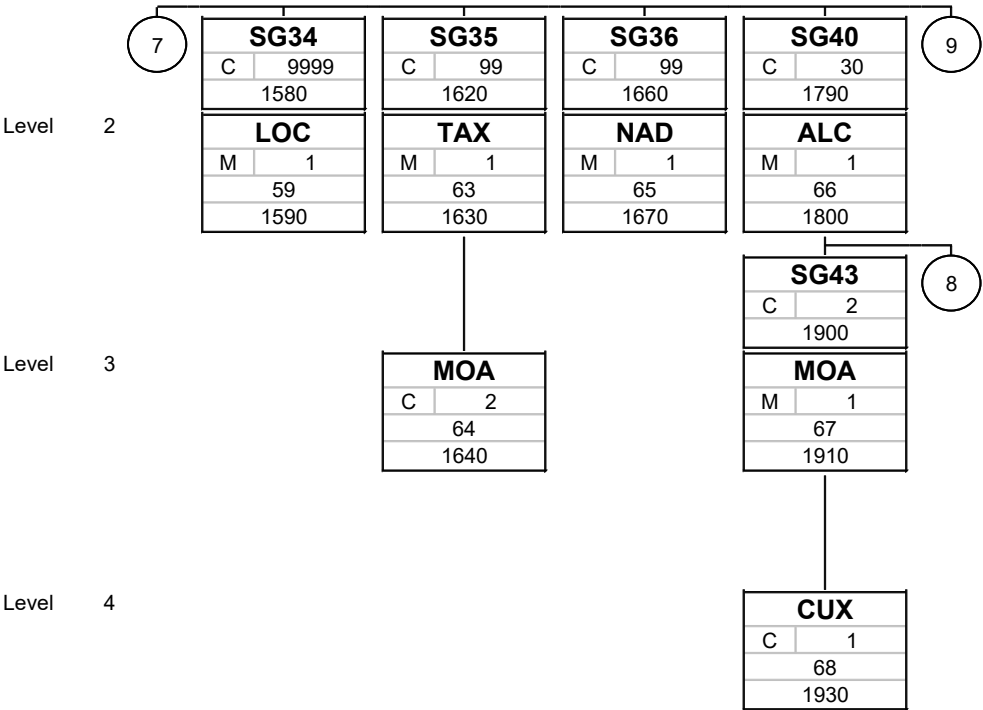 7 SG34 SG35 SG36 SG40 9
C 9999 C 99 C 99 C 30
1580 1620 1660 1790
Level 2 LOC TAX NAD ALC
M 1 M 1 M 1 M 1
59 63 65 66
1590 1630 1670 1800
SG43 8
C 2
1900
Level 3 MOA MOA
C 2 M 1
64 67
1640 1910
Level 4 CUX
C 1
68
1930